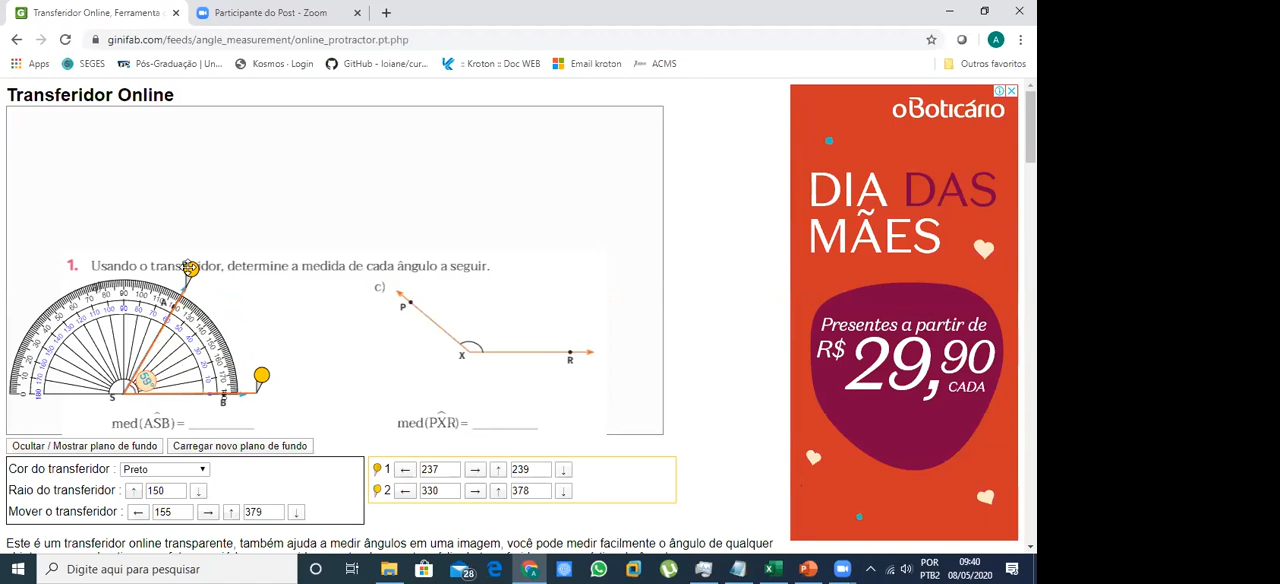 Transferidor Online, Ferramenta d
Participante do Post - Zoom
ginifab.com/feeds/angle_measurement/online_protractor.pt.php
A
Apps
SEGES
Pós-Graduação | Un...
Kosmos · Login
GitHub - loiane/cur...
:: Kroton :: Doc WEB
Email kroton
ACMS
Outros favoritos
Transferidor Online
1. Usando o transferidor, determine a medida de cada ângulo a seguir.
c)
P
X
R
A
S
B
59°
med(AŜB)= __________
med(PX̂R)= __________
Ocultar / Mostrar plano de fundo
Carregar novo plano de fundo
Cor do transferidor : Preto
Raio do transferidor : ↑ 150 ↓
Mover o transferidor : ← 155 → ↑ 379 ↓
1 ← 237 → ↑ 239 ↓
2 ← 330 → ↑ 378 ↓
Este é um transferidor online transparente, também ajuda a medir ângulos em uma imagem, você pode medir facilmente o ângulo de qualquer
oBoticário
DIA DAS
MÃES
Presentes a partir de
R$ 29,90
CADA
Digite aqui para pesquisar
28
POR
PTB2
09:40
08/05/2020